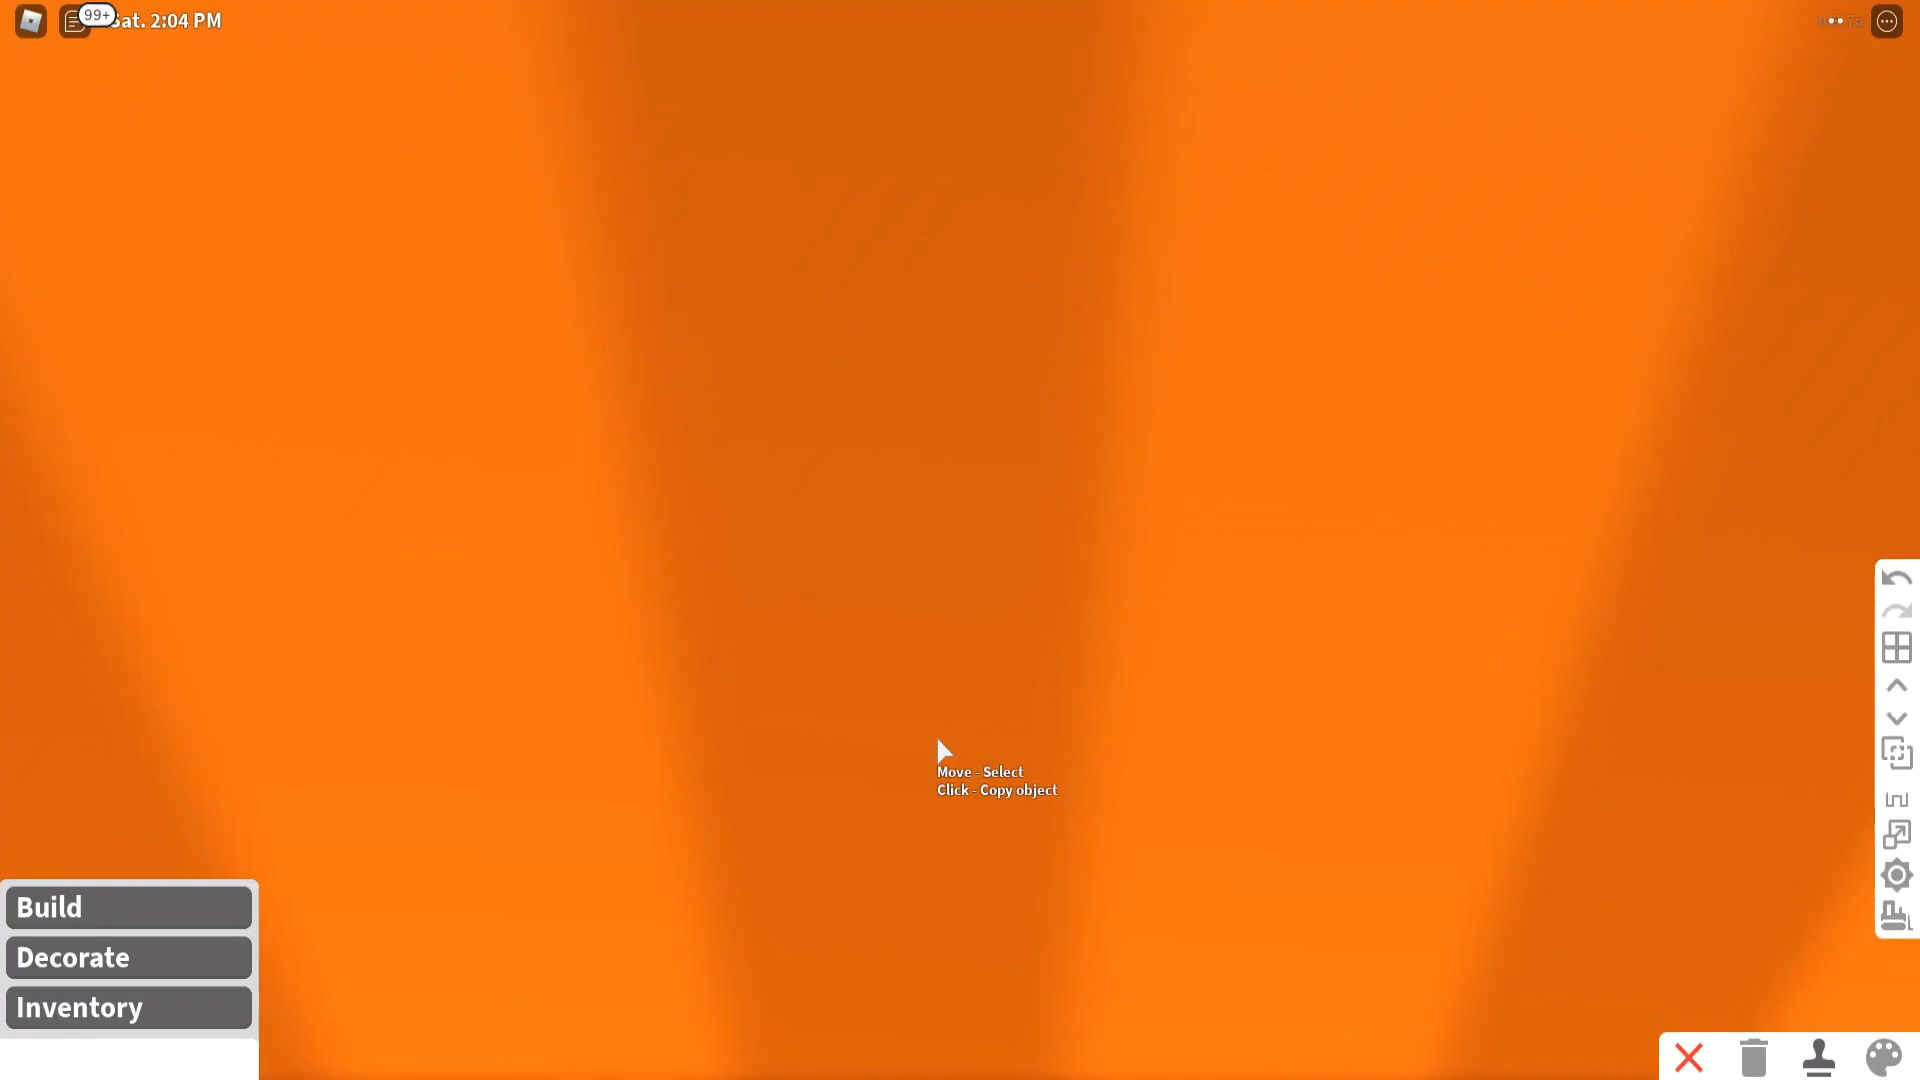 99+
Sat. 2:04 PM
Move - Select
Click - Copy object
Build
Decorate
Inventory